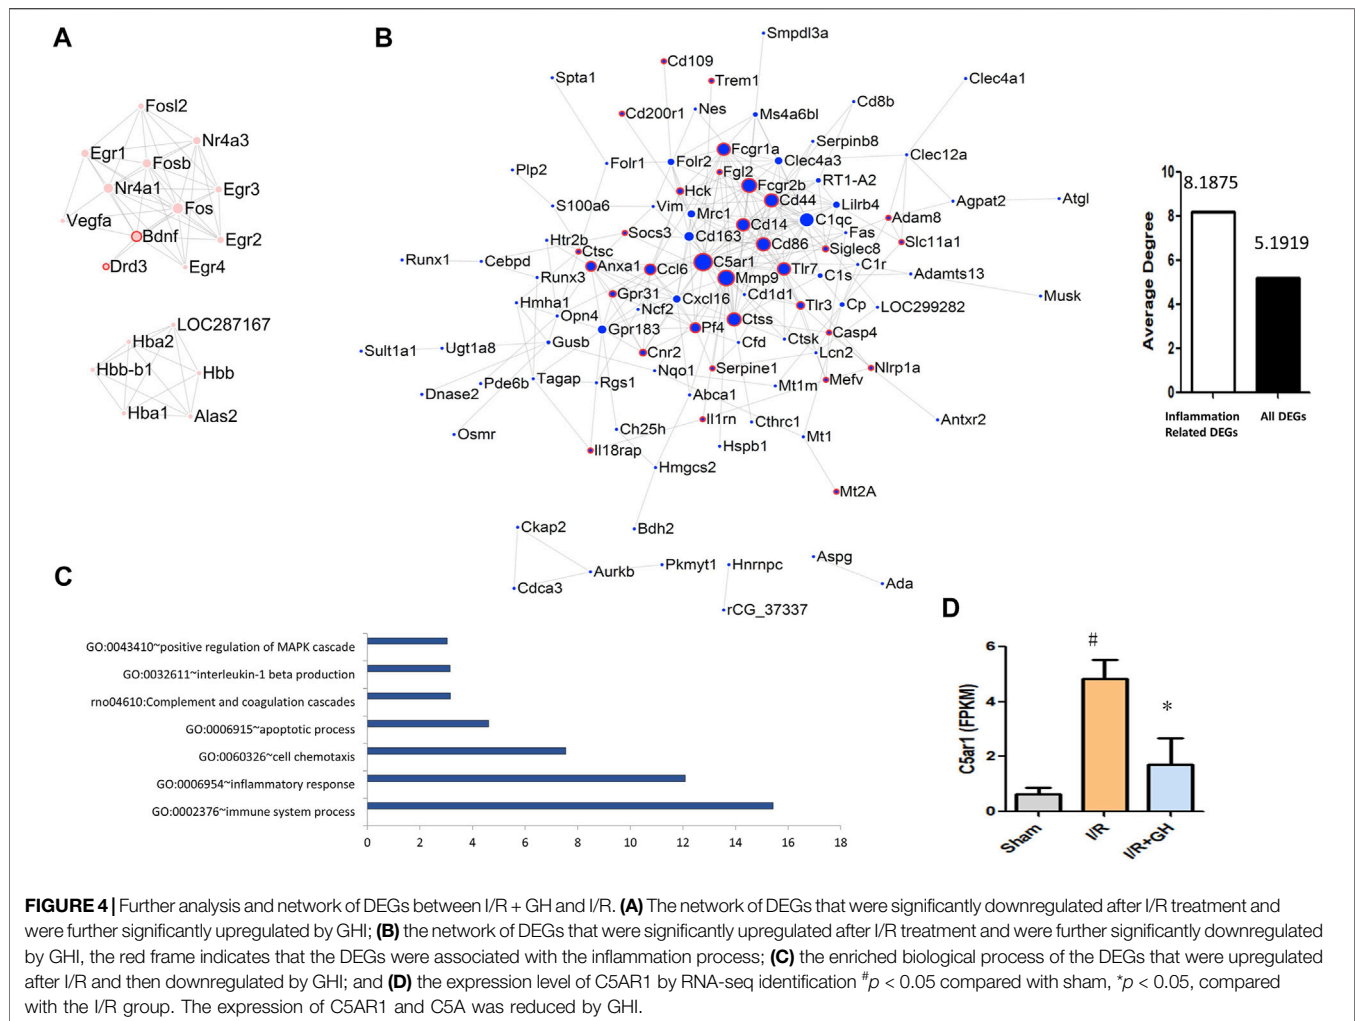 A
Fosl2
Nr4a3
Egr1
Fosb
Nr4a1
Egr3
Fos
Vegfa
Bdnf
Egr2
Drd3
Egr4
LOC287167
Hba2
Hbb-b1
Hbb
Hba1
Alas2
B
Smpdl3a
Cd109
Spta1
Trem1
Clec4a1
Cd200r1
Nes
Ms4a6bl
Cd8b
Serpinb8
Fcgr1a
Plp2
Folr1
Folr2
Clec4a3
Clec12a
Fgl2
Fcgr2b
RT1-A2
Hck
Cd44
Agpat2
Atgl
S100a6
Vim
Mrc1
Lilrb4
C1qc
Adam8
Cd14
Fas
Socs3
Cd163
Htr2b
Cd86
Siglec8
Slc11a1
Ctsc
Runx1
Cebpd
Anxa1
Ccl6
C5ar1
Tlr7
C1r
C1s
Adamts13
Runx3
Mmp9
Gpr31
Cxcl16
Cd1d1
Musk
Hmha1
Ncf2
Tlr3
Cp
LOC299282
Opn4
Gpr183
Pf4
Ctss
Casp4
Gusb
Cfd
Ctsk
Sult1a1
Ugt1a8
Cnr2
Lcn2
Nqo1
Serpine1
Nlrp1a
Dnase2
Pde6b
Tagap
Rgs1
Mt1m
Mefv
Abca1
Osmr
Ch25h
Il1rn
Cthrc1
Antxr2
Il18rap
Hspb1
Mt1
Hmgcs2
Mt2A
Ckap2
Bdh2
Aurkb
Pkmyt1
Hnrnpc
Aspg
Cdca3
Ada
rCG_37337
Average Degree
10
8
6
4
2
0
8.1875
5.1919
Inflammation
Related DEGs
All DEGs
C
GO:0043410~positive regulation of MAPK cascade
GO:0032611~interleukin-1 beta production
rno04610:Complement and coagulation cascades
GO:0006915~apoptotic process
GO:0060326~cell chemotaxis
GO:0006954~inflammatory response
GO:0002376~immune system process
0 2 4 6 8 10 12 14 16 18
D
C5ar1 (FPKM)
6
4
2
0
#
*
Sham
I/R
I/R+GH
FIGURE 4 | Further analysis and network of DEGs between I/R + GH and I/R. (A) The network of DEGs that were significantly downregulated after I/R treatment and
were further significantly upregulated by GHI; (B) the network of DEGs that were significantly upregulated after I/R treatment and were further significantly downregulated
by GHI, the red frame indicates that the DEGs were associated with the inflammation process; (C) the enriched biological process of the DEGs that were upregulated
after I/R and then downregulated by GHI; and (D) the expression level of C5AR1 by RNA-seq identification #p < 0.05 compared with sham, *p < 0.05, compared
with the I/R group. The expression of C5AR1 and C5A was reduced by GHI.